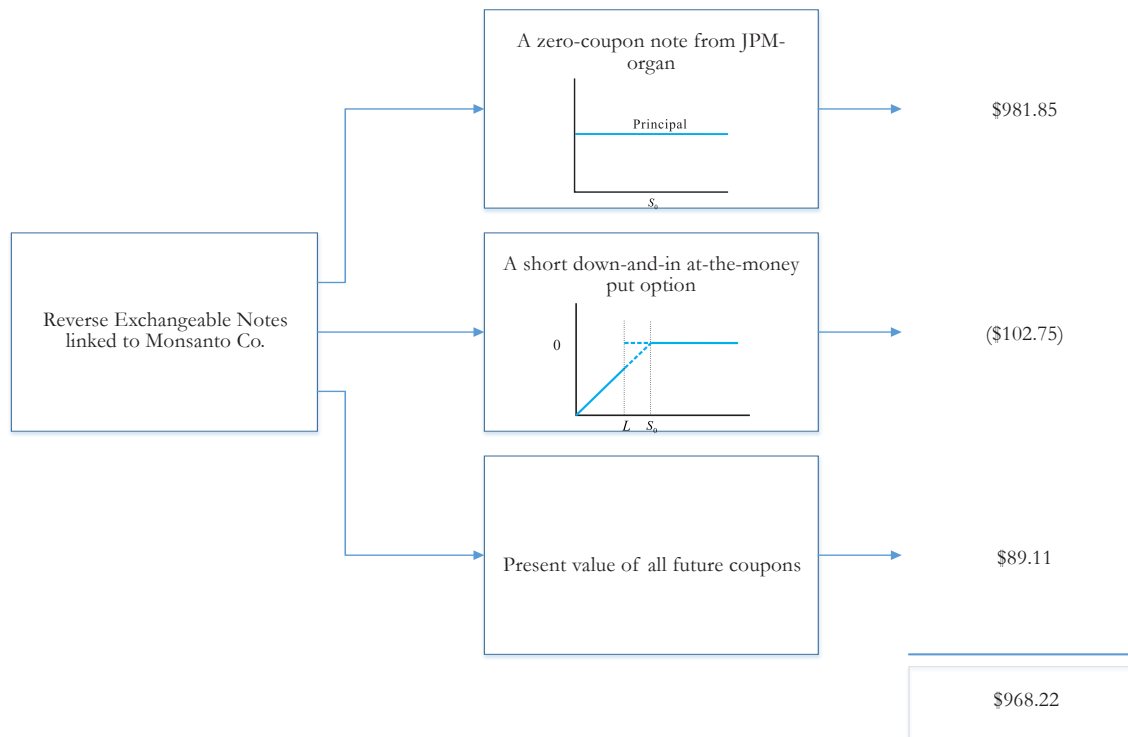 A zero-coupon note from JPM-
organ
Principal
S₀
$981.85
Reverse Exchangeable Notes
linked to Monsanto Co.
A short down-and-in at-the-money
put option
0
L S₀
($102.75)
Present value of all future coupons
$89.11
$968.22